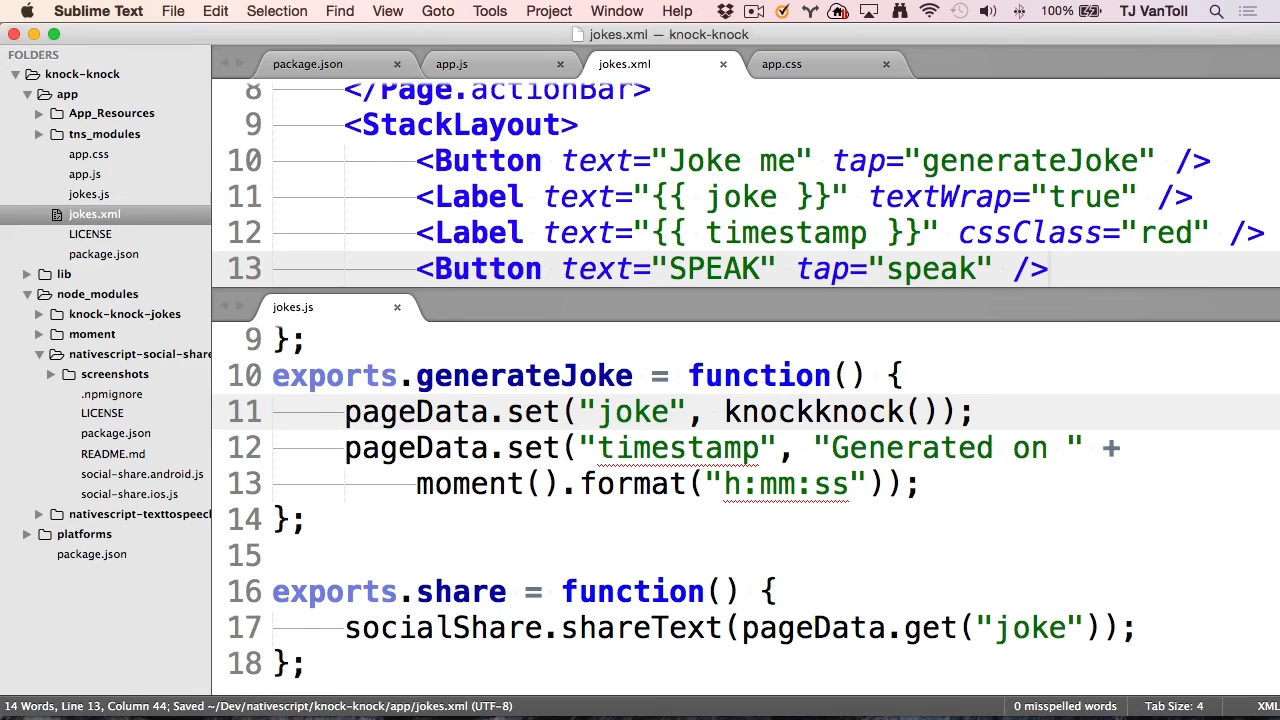 Sublime Text File Edit Selection Find View Goto Tools Project Window Help 100% TJ VanToll
jokes.xml — knock-knock
FOLDERS
knock-knock
app
App_Resources
tns_modules
app.css
app.js
jokes.js
jokes.xml
LICENSE
package.json
lib
node_modules
knock-knock-jokes
moment
nativescript-social-share
screenshots
.npmignore
LICENSE
package.json
README.md
social-share.android.js
social-share.ios.js
nativescript-texttospeecl
platforms
package.json
package.json app.js jokes.xml app.css
8 </Page.actionBar>
9 <StackLayout>
10 <Button text="Joke me" tap="generateJoke" />
11 <Label text="{{ joke }}" textWrap="true" />
12 <Label text="{{ timestamp }}" cssClass="red" />
13 <Button text="SPEAK" tap="speak" />
jokes.js
9 };
10 exports.generateJoke = function() {
11 pageData.set("joke", knockknock());
12 pageData.set("timestamp", "Generated on " +
13 moment().format("h:mm:ss"));
14 };
15
16 exports.share = function() {
17 socialShare.shareText(pageData.get("joke"));
18 };
14 Words, Line 13, Column 44; Saved ~/Dev/nativescript/knock-knock/app/jokes.xml (UTF-8) 0 misspelled words Tab Size: 4 XML